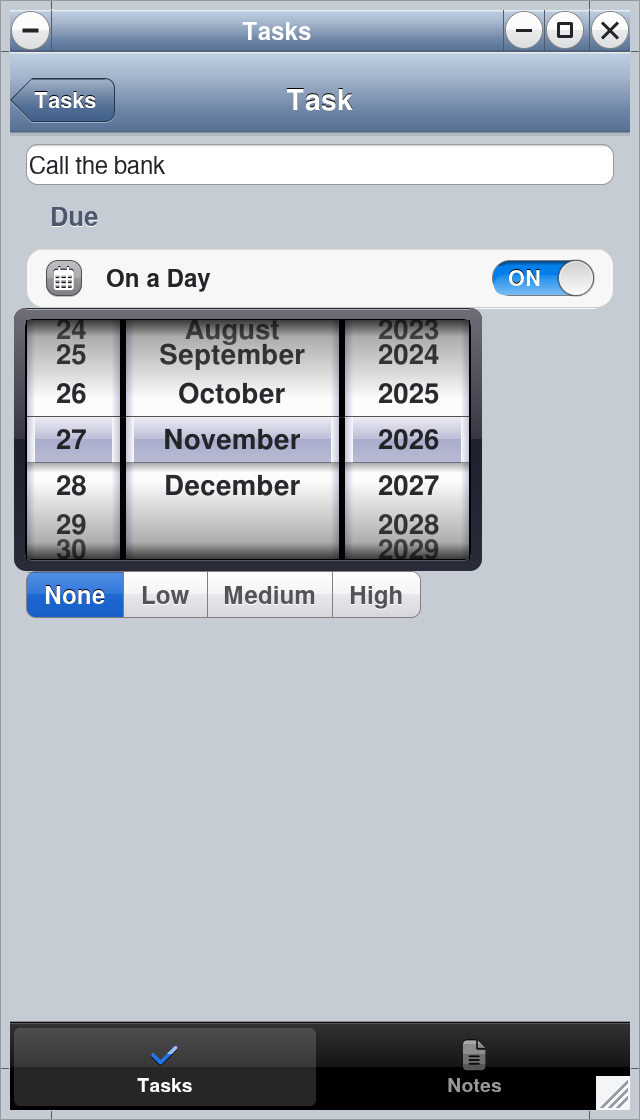 Tasks
Tasks
Task
Call the bank
Due
On a Day
ON
24 August 2023
25 September 2024
26 October 2025
27 November 2026
28 December 2027
29 2028
30 2029
None Low Medium High
Tasks Notes